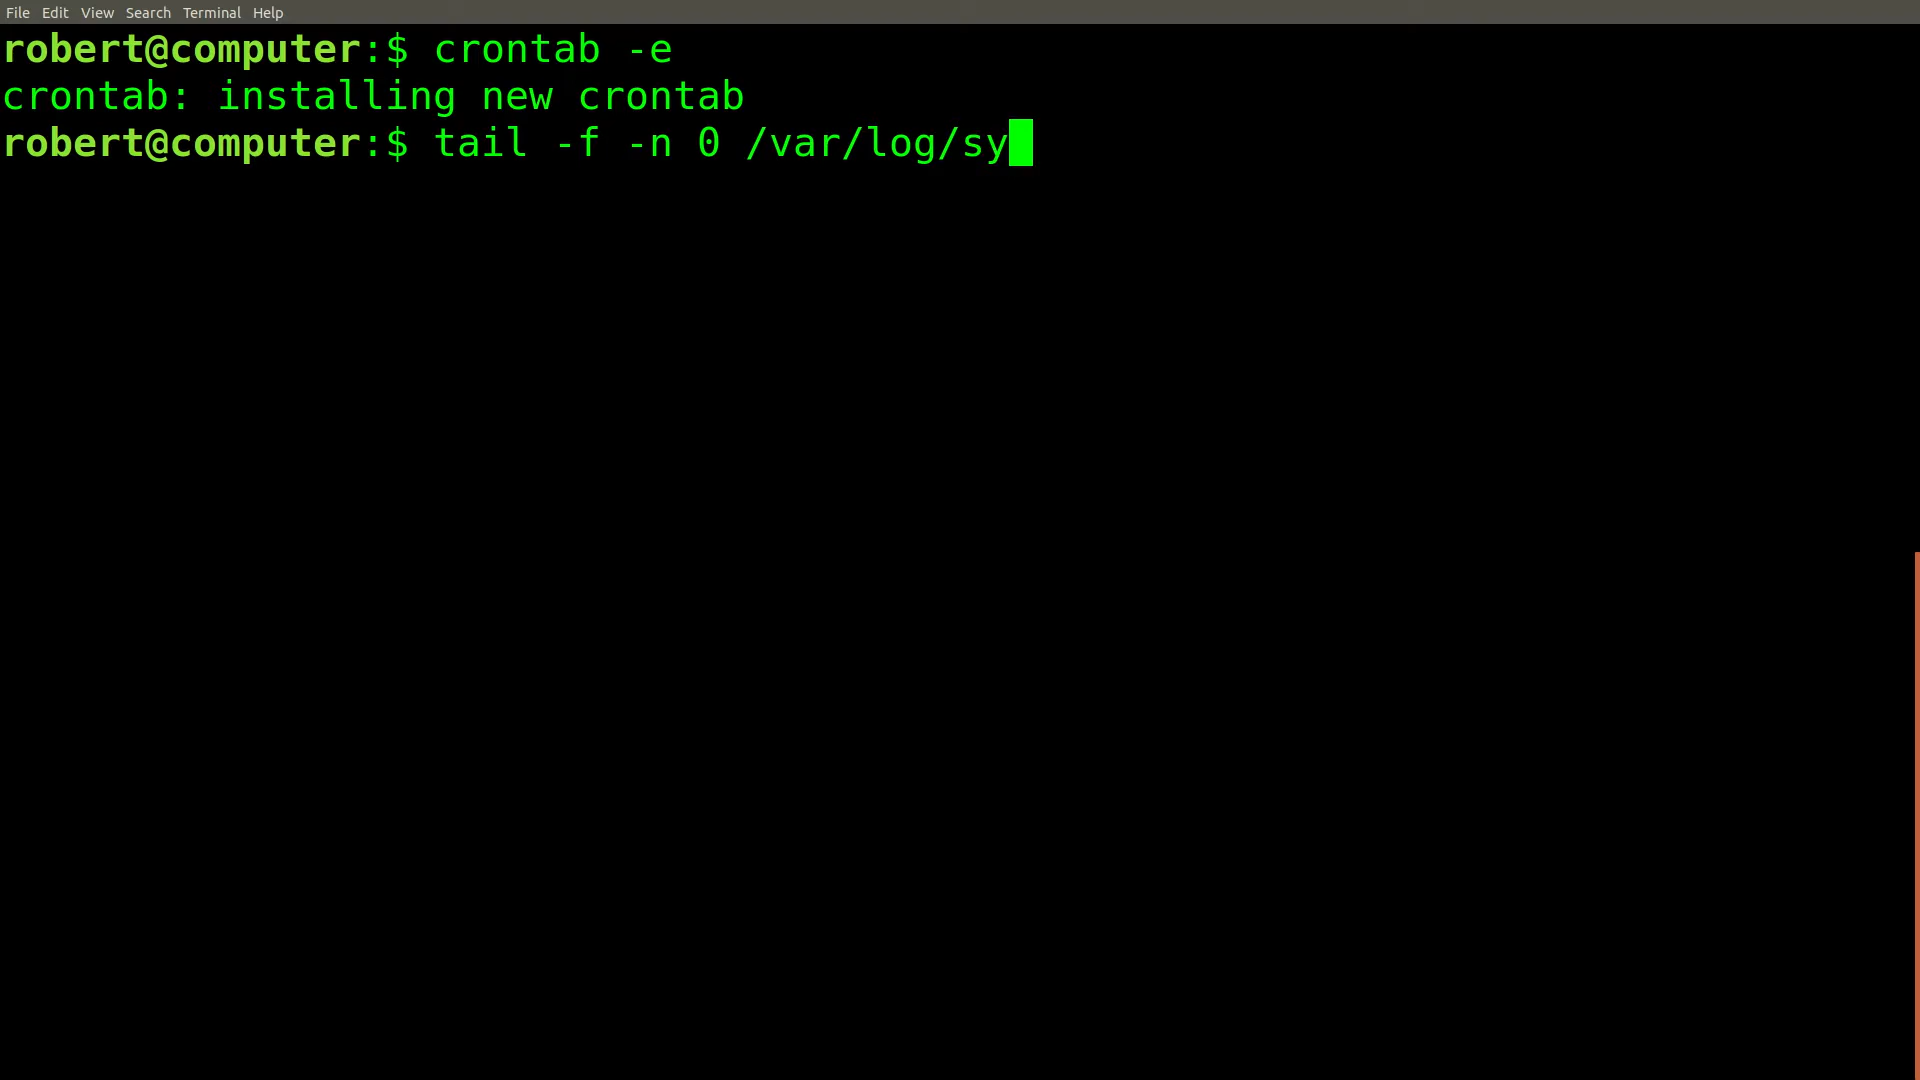 File Edit View Search Terminal Help
robert@computer:$ crontab -e
crontab: installing new crontab
robert@computer:$ tail -f -n 0 /var/log/sy